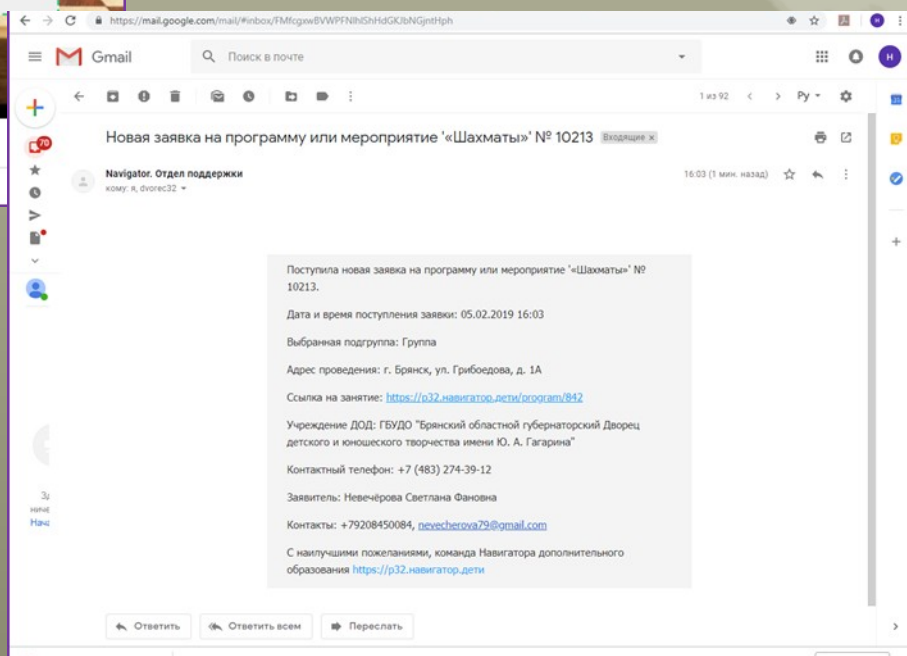 https://mail.google.com/mail/#inbox/FMfcgxwBVWPFNlhlShHdGKJbNGjntHph
Н
Gmail
Поиск в почте
Н
1 из 92
Ру
70
Новая заявка на программу или мероприятие '«Шахматы»' № 10213 Входящие x
Navigator. Отдел поддержки
16:03 (1 мин. назад)
кому: я, dvorec32
31
Поступила новая заявка на программу или мероприятие '«Шахматы»' №
10213.
Дата и время поступления заявки: 05.02.2019 16:03
Выбранная подгруппа: Группа
Адрес проведения: г. Брянск, ул. Грибоедова, д. 1А
Ссылка на занятие: https://р32.навигатор.дети/program/842
Учреждение ДОД: ГБУДО "Брянский областной губернаторский Дворец
детского и юношеского творчества имени Ю. А. Гагарина"
Контактный телефон: +7 (483) 274-39-12
Заявитель: Невечёрова Светлана Фановна
Контакты: +79208450084, nevecherova79@gmail.com
С наилучшими пожеланиями, команда Навигатора дополнительного
образования https://р32.навигатор.дети
Ответить
Ответить всем
Переслать